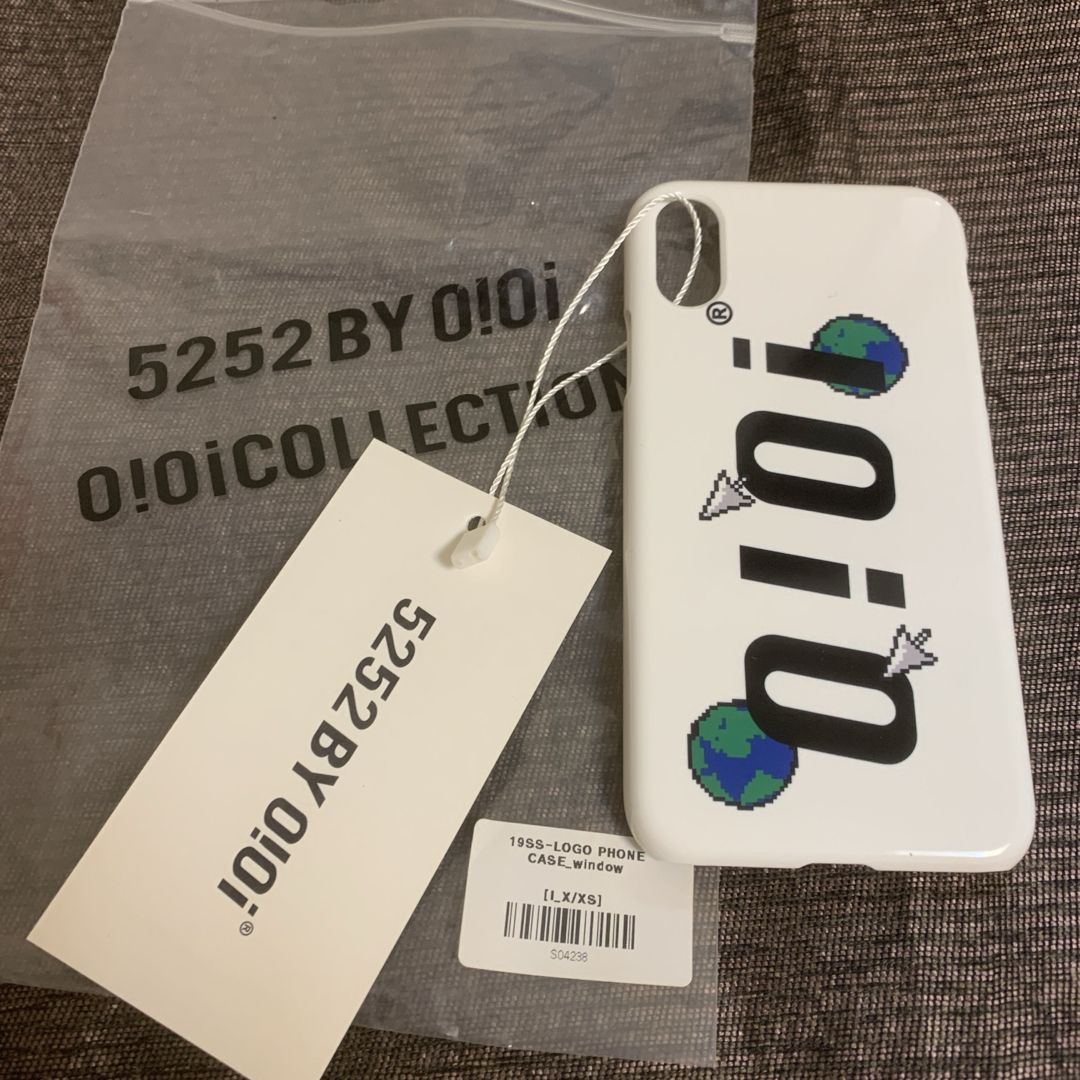 5252 BY O!Oi
O!OiCOLLECTION
5252 BY O!Oi®
O!Oi®
19SS-LOGO PHONE
CASE_window
[I_X/XS]
S04238